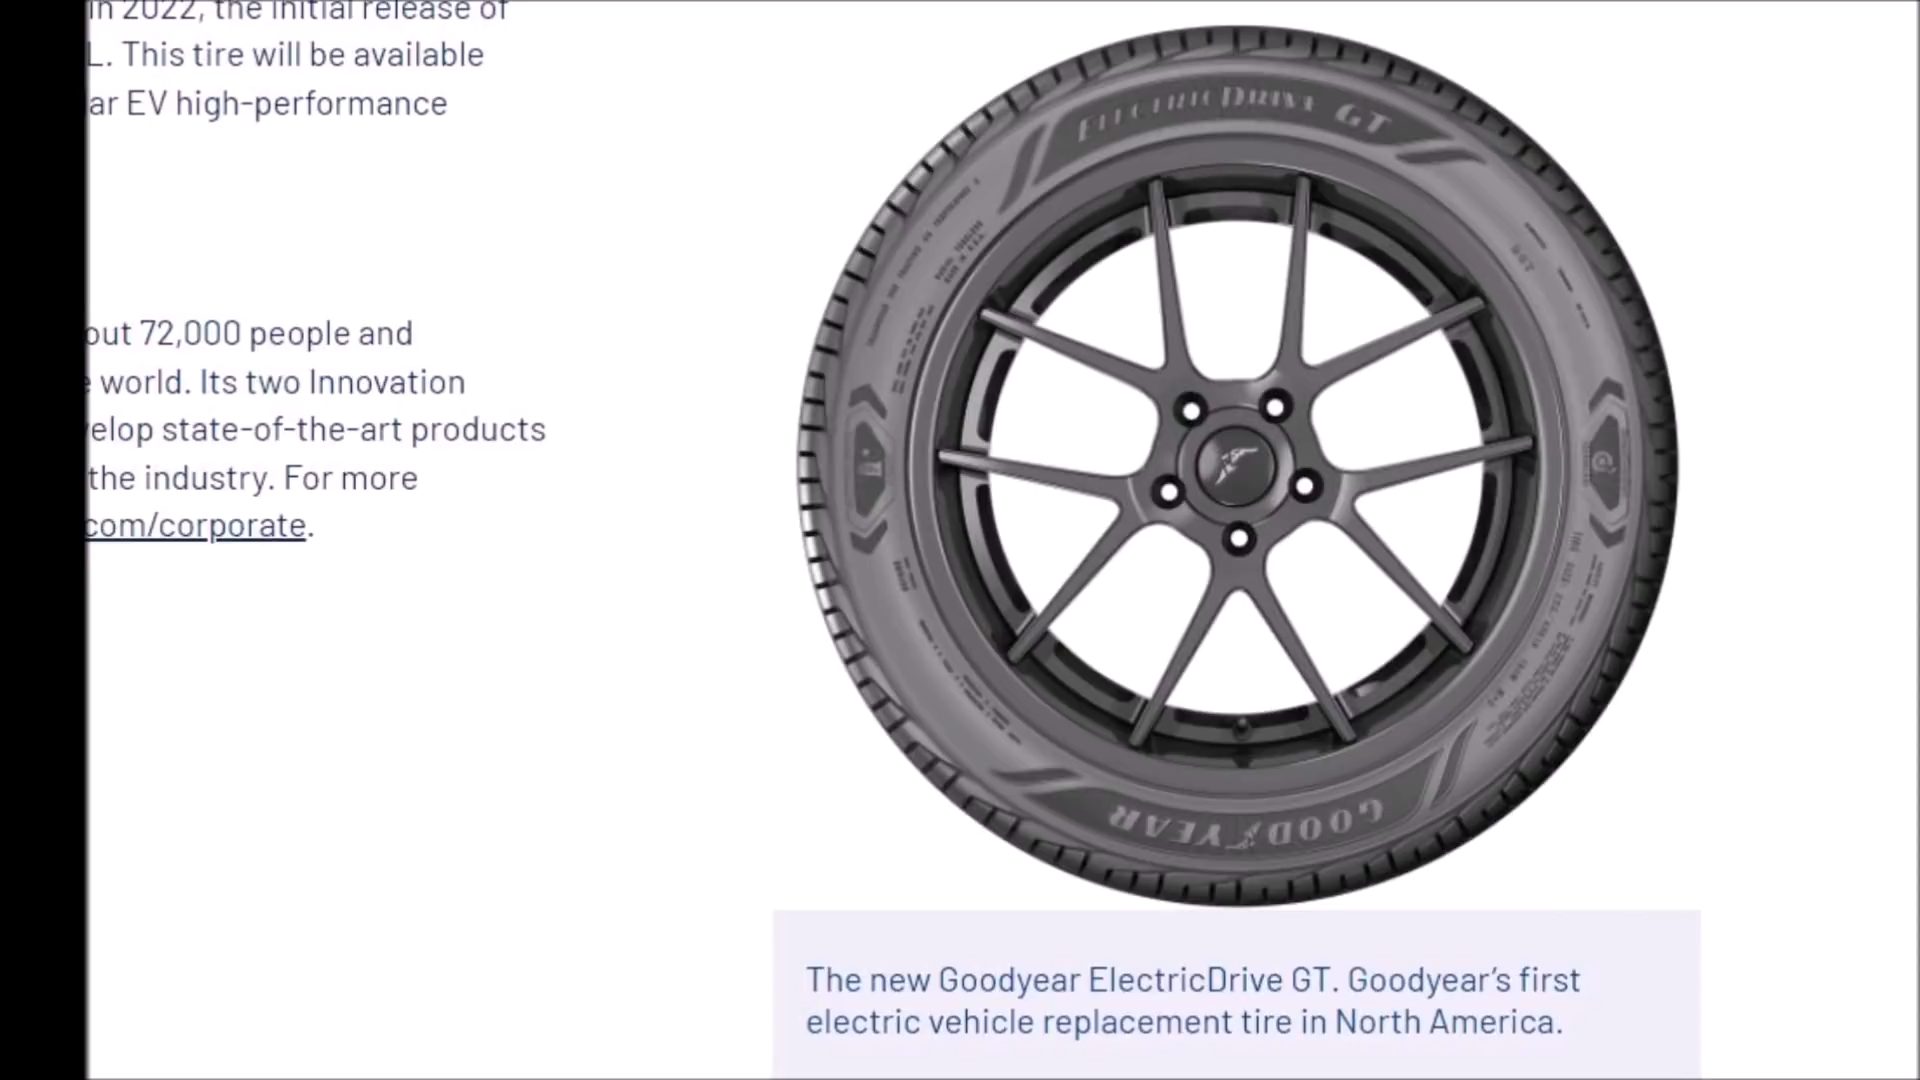 in 2022, the initial release of
L. This tire will be available
ar EV high-performance
out 72,000 people and
e world. Its two Innovation
velop state-of-the-art products
the industry. For more
com/corporate.
ELECTRICDRIVE GT
GOODYEAR
The new Goodyear ElectricDrive GT. Goodyear’s first
electric vehicle replacement tire in North America.